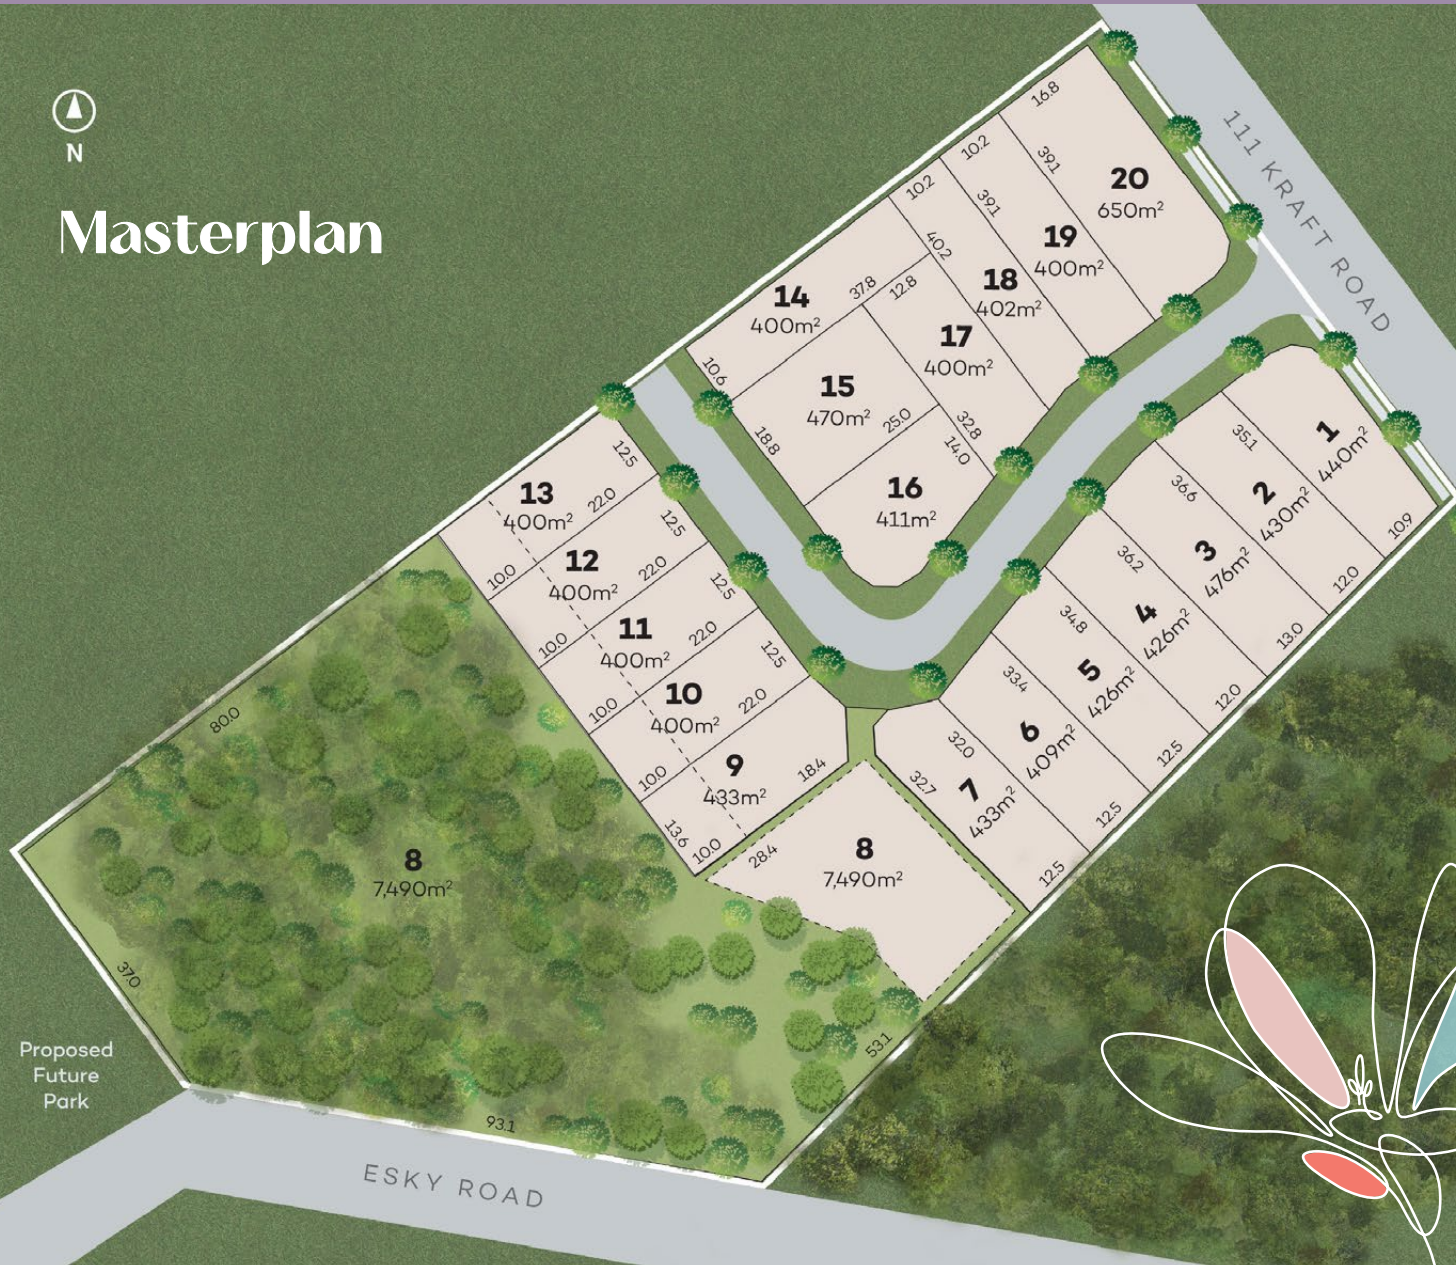 N
Masterplan
111 KRAFT ROAD
16.8
39.1
20
650m²
10.2
39.1
19
400m²
10.2
40.2
18
402m²
37.8
14
400m²
10.6
12.8
17
400m²
32.8
15
470m²
25.0
18.8
14.0
16
411m²
1
440m²
35.1
10.9
2
430m²
36.6
12.0
3
476m²
36.2
13.0
4
426m²
34.8
12.0
5
426m²
33.4
12.5
6
409m²
32.0
12.5
7
433m²
32.7
12.5
12.5
13
400m²
22.0
10.0
12.5
12
400m²
22.0
10.0
12.5
11
400m²
22.0
10.0
12.5
10
400m²
22.0
10.0
9
433m²
18.4
13.6
10.0
28.4
8
7,490m²
80.0
8
7,490m²
37.0
53.1
93.1
Proposed
Future
Park
ESKY ROAD